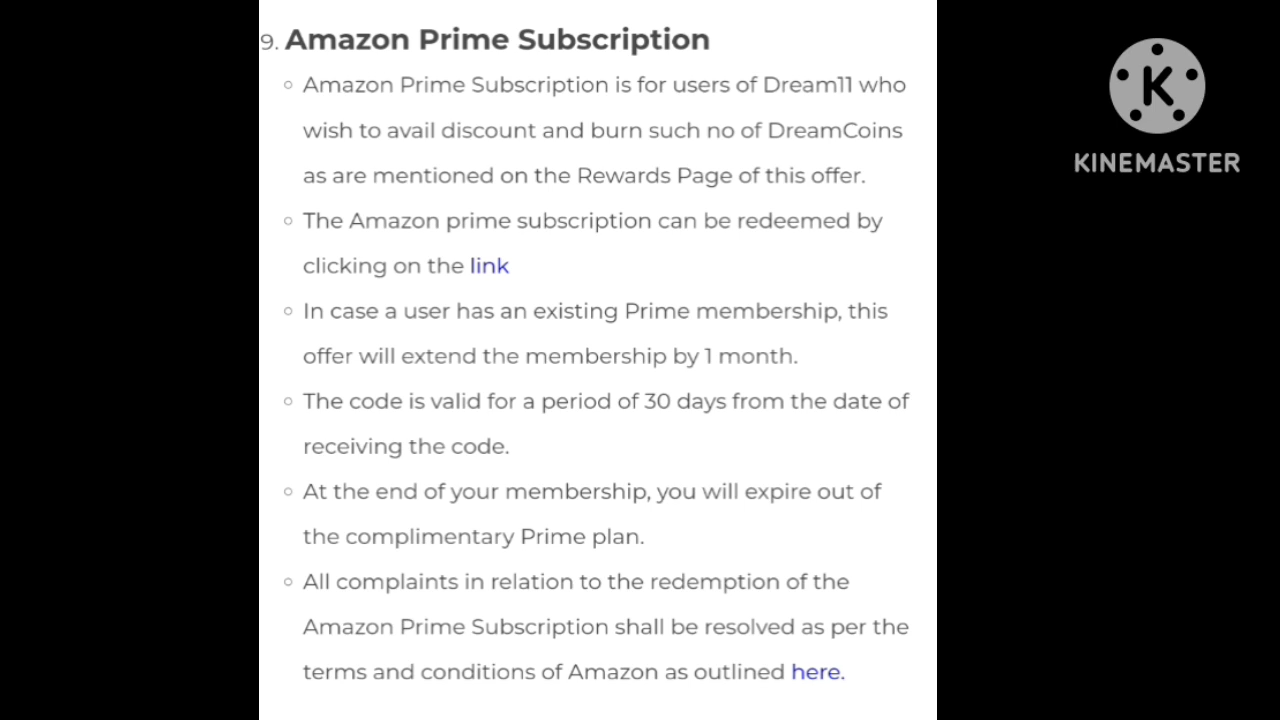 9. Amazon Prime Subscription
Amazon Prime Subscription is for users of Dream11 who
wish to avail discount and burn such no of DreamCoins
as are mentioned on the Rewards Page of this offer.
The Amazon prime subscription can be redeemed by
clicking on the link
In case a user has an existing Prime membership, this
offer will extend the membership by 1 month.
The code is valid for a period of 30 days from the date of
receiving the code.
At the end of your membership, you will expire out of
the complimentary Prime plan.
All complaints in relation to the redemption of the
Amazon Prime Subscription shall be resolved as per the
terms and conditions of Amazon as outlined here.
K
KINEMASTER